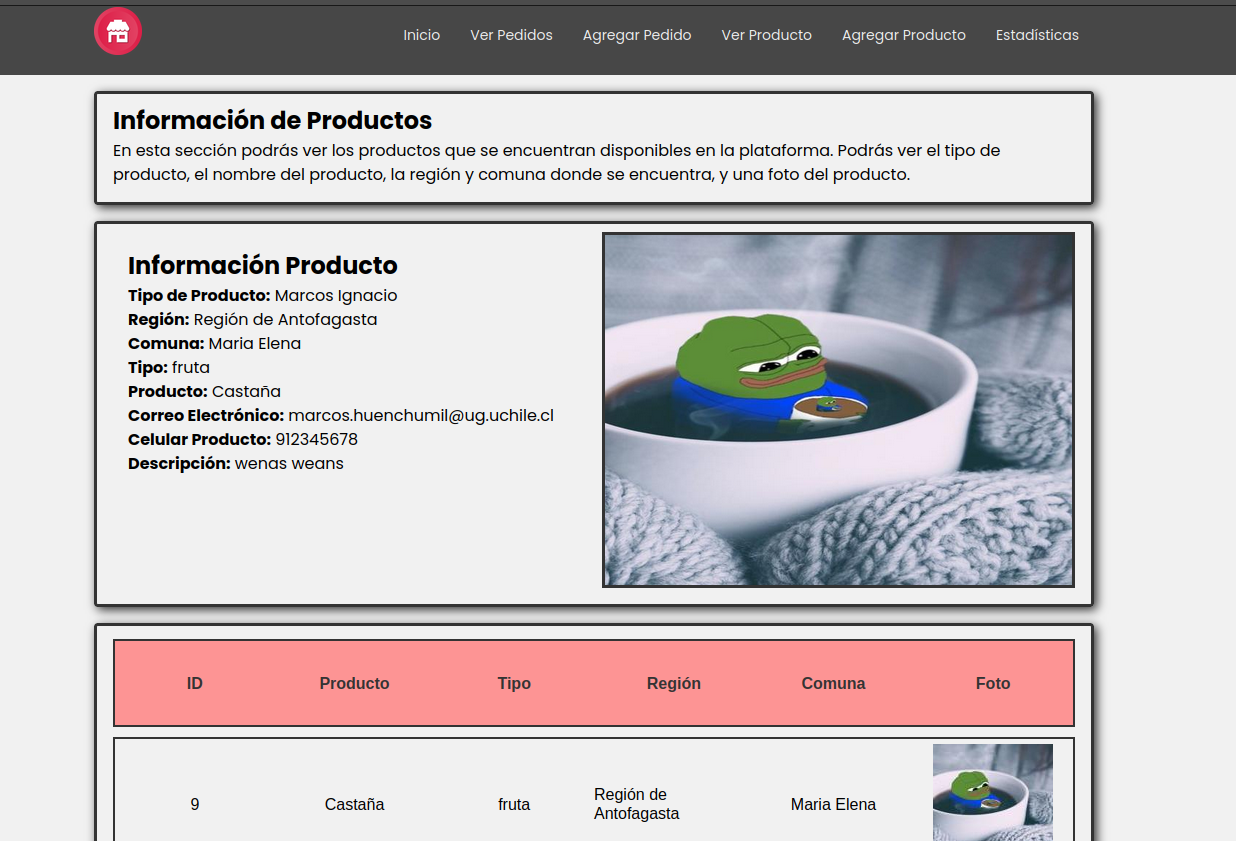 Inicio Ver Pedidos Agregar Pedido Ver Producto Agregar Producto Estadísticas
Información de Productos
En esta sección podrás ver los productos que se encuentran disponibles en la plataforma. Podrás ver el tipo de
producto, el nombre del producto, la región y comuna donde se encuentra, y una foto del producto.
Información Producto
Tipo de Producto: Marcos Ignacio
Región: Región de Antofagasta
Comuna: Maria Elena
Tipo: fruta
Producto: Castaña
Correo Electrónico: marcos.huenchumil@ug.uchile.cl
Celular Producto: 912345678
Descripción: wenas weans
ID Producto Tipo Región Comuna Foto
9 Castaña fruta Región de Antofagasta Maria Elena